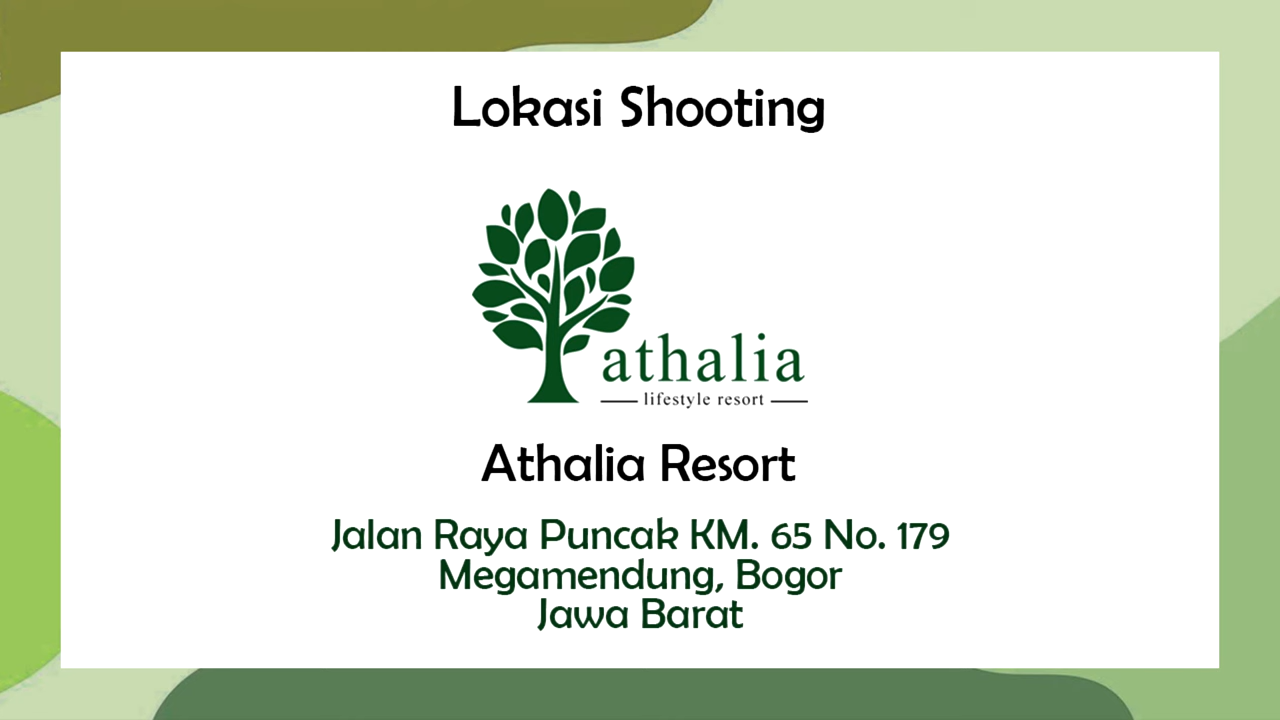 Lokasi Shooting
athalia
lifestyle resort
Athalia Resort
Jalan Raya Puncak KM. 65 No. 179
Megamendung, Bogor
Jawa Barat